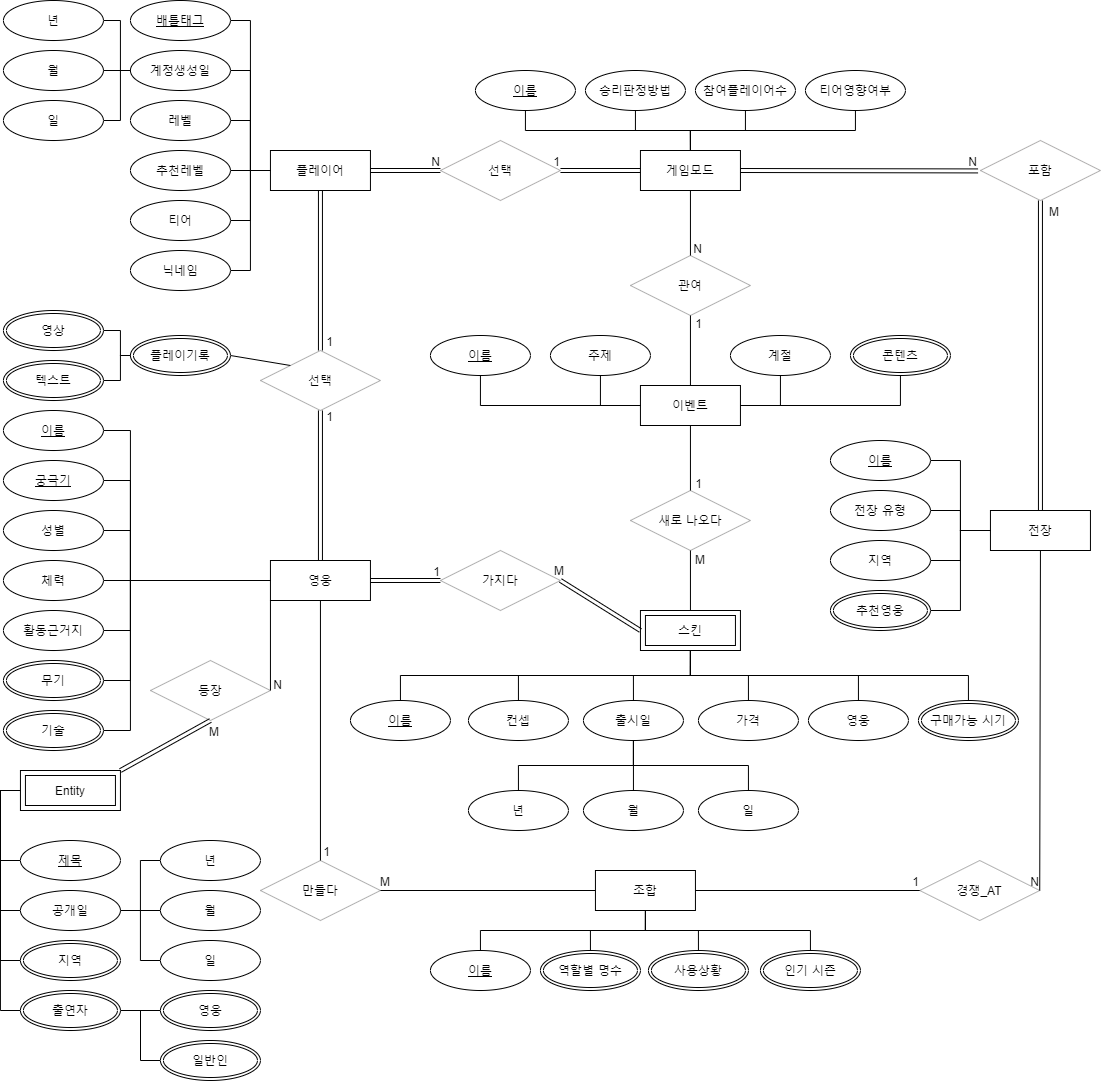 년
배틀태그
월
계정생성일
일
레벨
추천레벨
티어
닉네임
이름
승리판정방법
참여플레이어수
티어영향여부
플레이어
N
선택
1
게임모드
N
포함
M
N
관여
1
영상
플레이기록
텍스트
1
선택
1
이름
주제
계절
콘텐츠
이벤트
이름
궁극기
성별
체력
활동근거지
무기
기술
이름
전장 유형
지역
추천영웅
전장
1
새로 나오다
M
영웅
1
가지다
M
스킨
등장
N
M
이름
컨셉
출시일
가격
영웅
구매가능 시기
년
월
일
Entity
제목
년
공개일
월
지역
일
출연자
영웅
일반인
1
만들다
M
조합
1
경쟁_AT
N
이름
역할별 명수
사용상황
인기 시즌